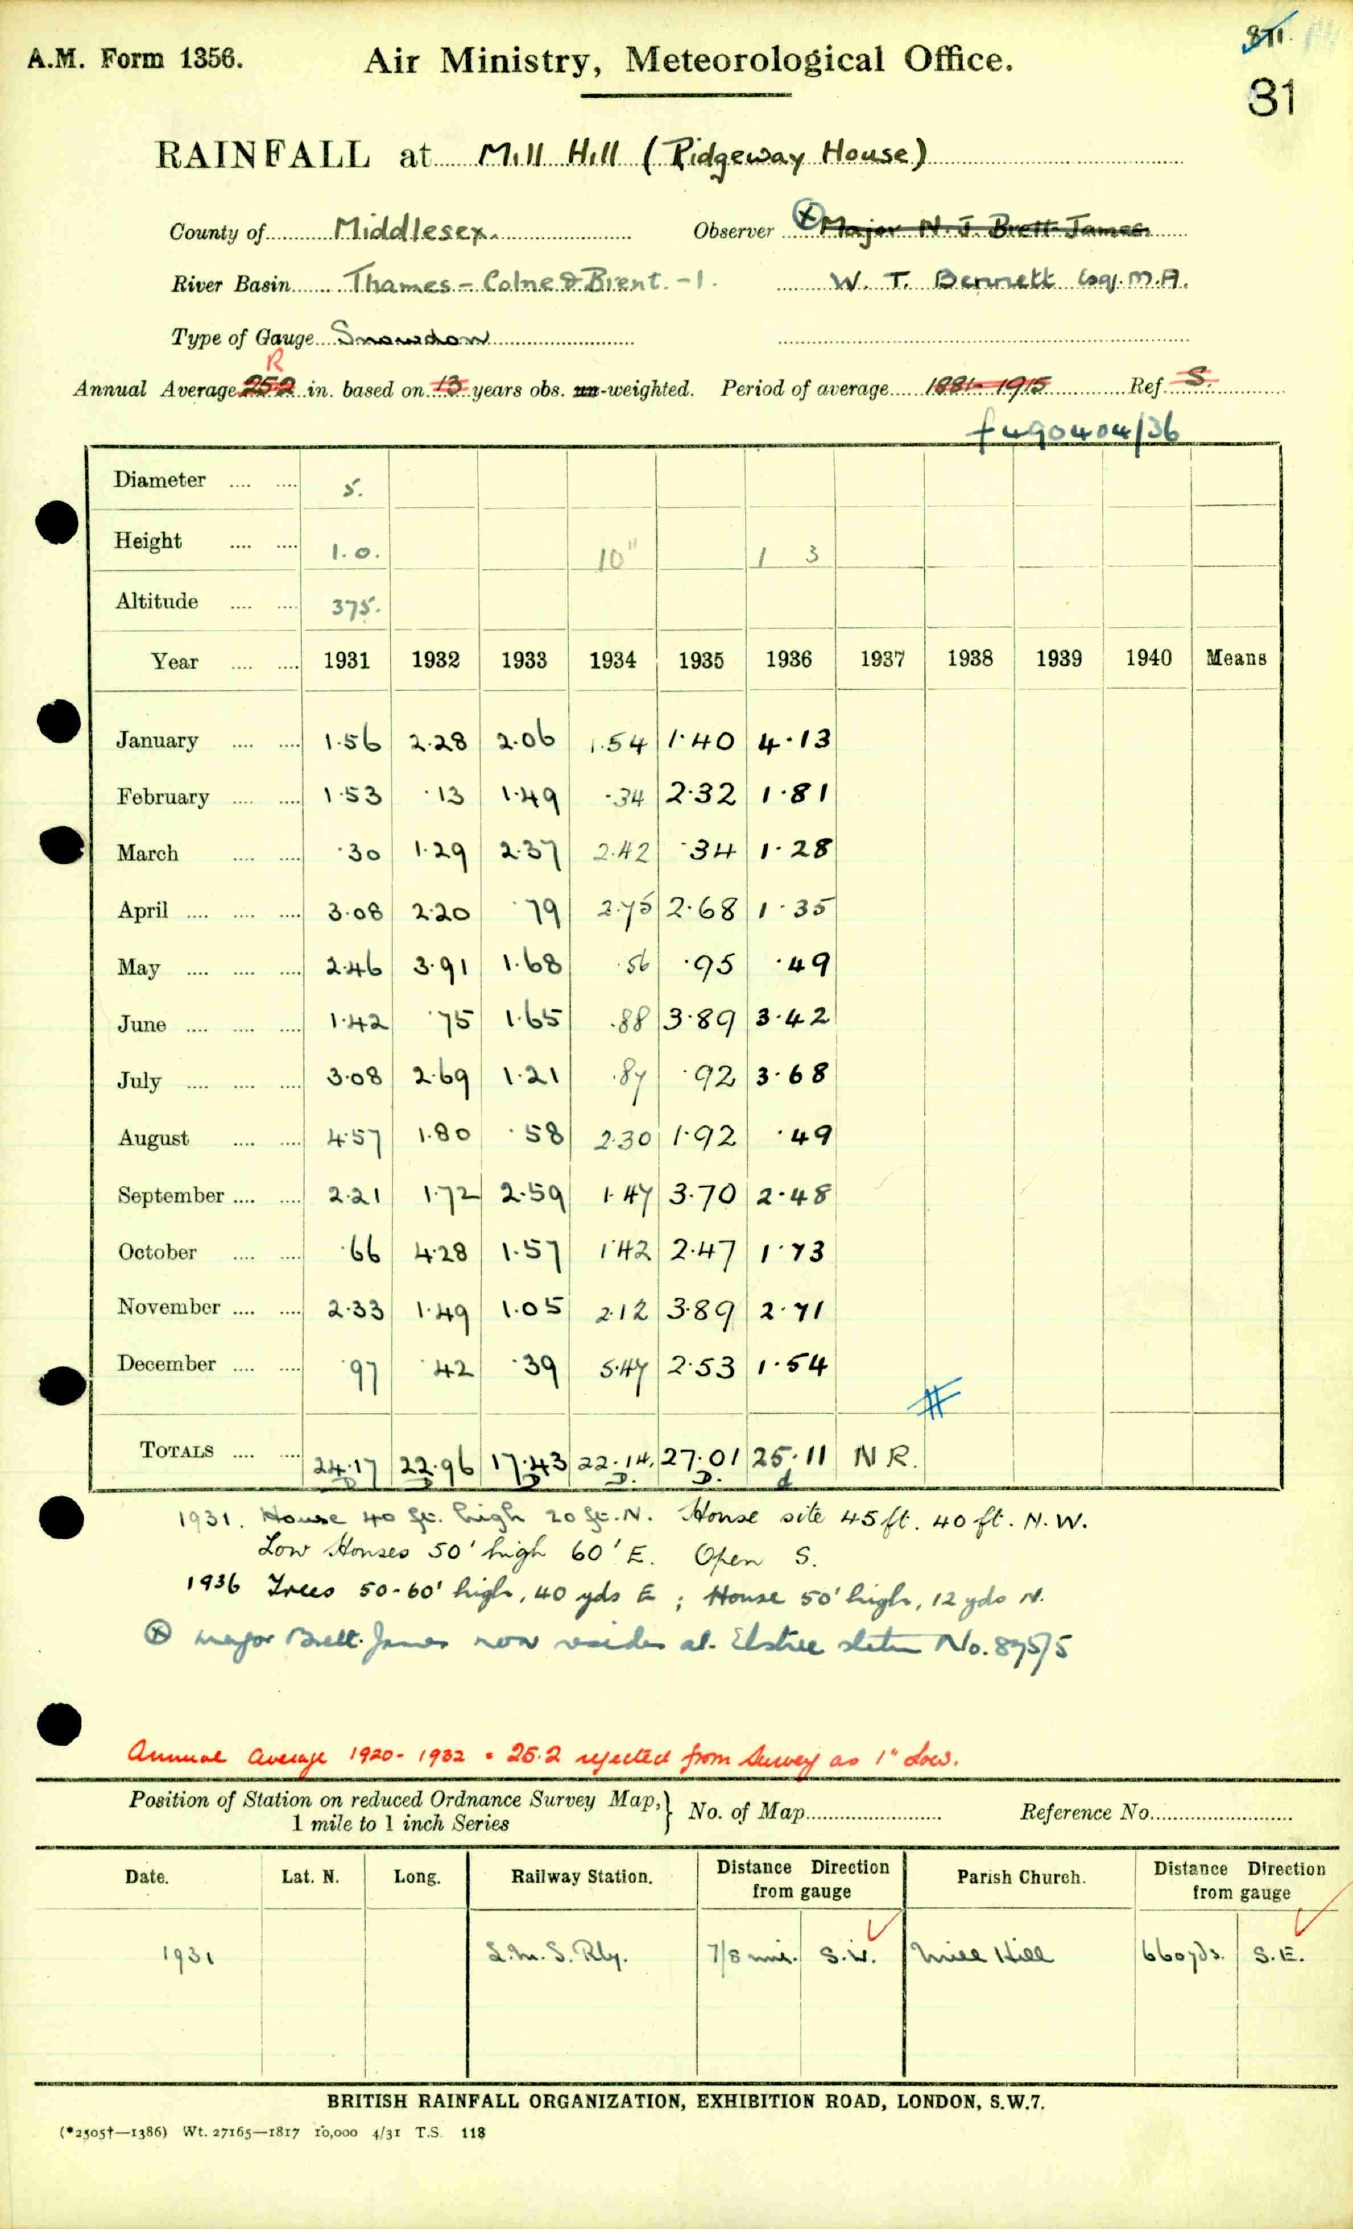 A.M. Form 1356. Air Ministry, Meteorological Office.
31
RAINFALL at Mill Hill (Ridgeway House)
County of Middlesex. Observer Major N. J. Brett-James
River Basin Thames - Colne & Brent. -1. W. T. Bennett Esq. M.A.
Type of Gauge Snowdon
R
Annual Average 25.2 in. based on 13 years obs. un-weighted. Period of average 1881-1915 Ref. S.
Diameter .... .... 5.
Height .... .... 1.0. 10" 1 3
Altitude .... .... 375.
Year .... .... 1931 1932 1933 1934 1935 1936 1937 1938 1939 1940 Means
January .... .... 1.56 2.28 2.06 1.54 1.40 4.13
February .... .... 1.53 .13 1.49 .34 2.32 1.81
March .... .... .30 1.29 2.37 2.42 .34 1.28
April .... .... .... 3.08 2.20 .79 2.75 2.68 1.35
May .... .... .... 2.46 3.91 1.68 .56 .95 .49
June .... .... .... 1.42 .75 1.65 .88 3.89 3.42
July .... .... .... 3.08 2.69 1.21 .87 .92 3.68
August .... .... 4.57 1.80 .58 2.30 1.92 .49
September .... .... 2.21 1.72 2.59 1.47 3.70 2.48
October .... .... .66 4.28 1.57 1.42 2.47 1.73
November .... .... 2.33 1.49 1.05 2.12 3.89 2.71
December .... .... .97 .42 .39 5.47 2.53 1.54
TOTALS .... .... 24.17 22.96 17.43 22.14. 27.01 25.11 N R.
D D D D. D. d
1931. House 40 ft. high 20 ft. N. House site 45 ft. 40 ft. N.W.
Low Houses 50' high 60' E. Open S.
1936 Trees 50-60' high, 40 yds E ; House 50' high, 12 yds N.
Major Brett-James now resides at Elstree station No. 875/5
Annual average 1920-1932 = 25.2 rejected from Survey as 1" low.
Position of Station on reduced Ordnance Survey Map,} No. of Map Reference No.
1 mile to 1 inch Series
Date. Lat. N. Long. Railway Station. Distance Direction from gauge Parish Church. Distance Direction from gauge
1931 L.M.S. Rly. 7/8 mi. S.W. Mill Hill 660 yds. S.E.
BRITISH RAINFALL ORGANIZATION, EXHIBITION ROAD, LONDON, S.W.7.
(*2505†—1386) Wt. 27165—1817 10,000 4/31 T.S. 118